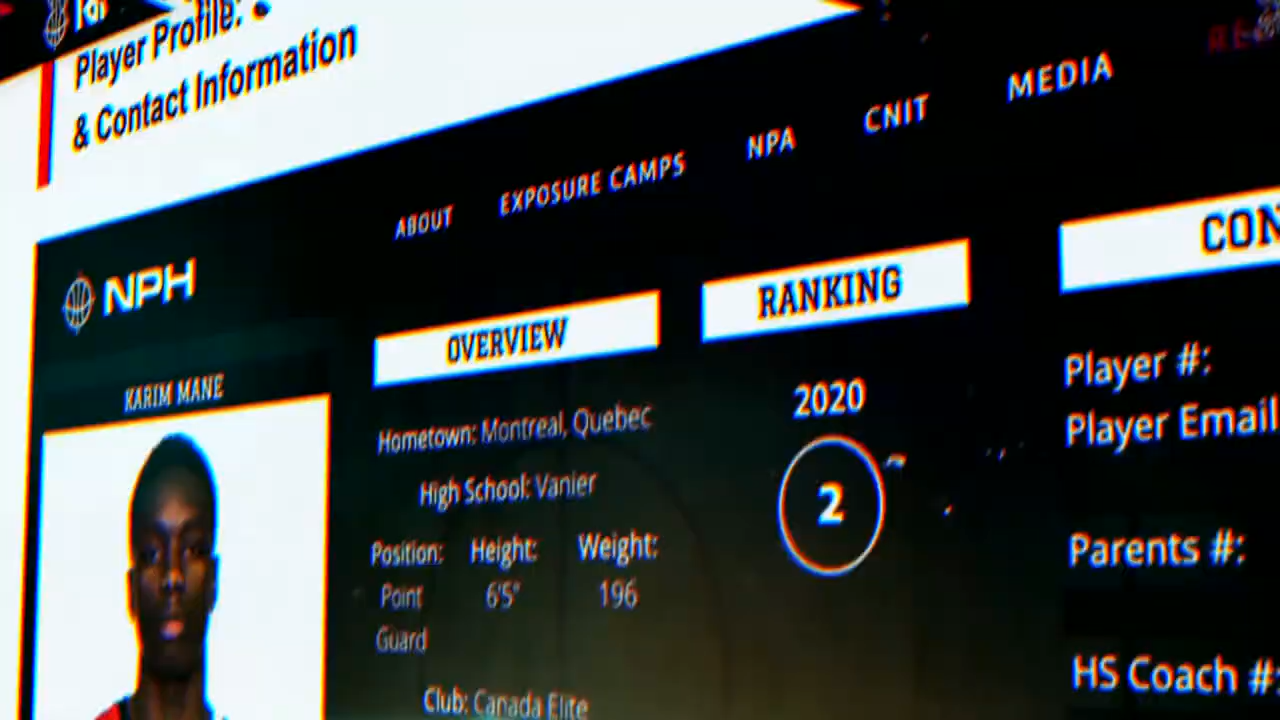 Player Profile:
& Contact Information
ABOUT
EXPOSURE CAMPS
NPA
CNIT
MEDIA
NPH
KARIM MANE
OVERVIEW
Hometown: Montreal, Quebec
High School: Vanier
Position: Height: Weight:
Point 6'5" 196
Guard
Club: Canada Elite
RANKING
2020
2
CON
Player #:
Player Email
Parents #:
HS Coach #: